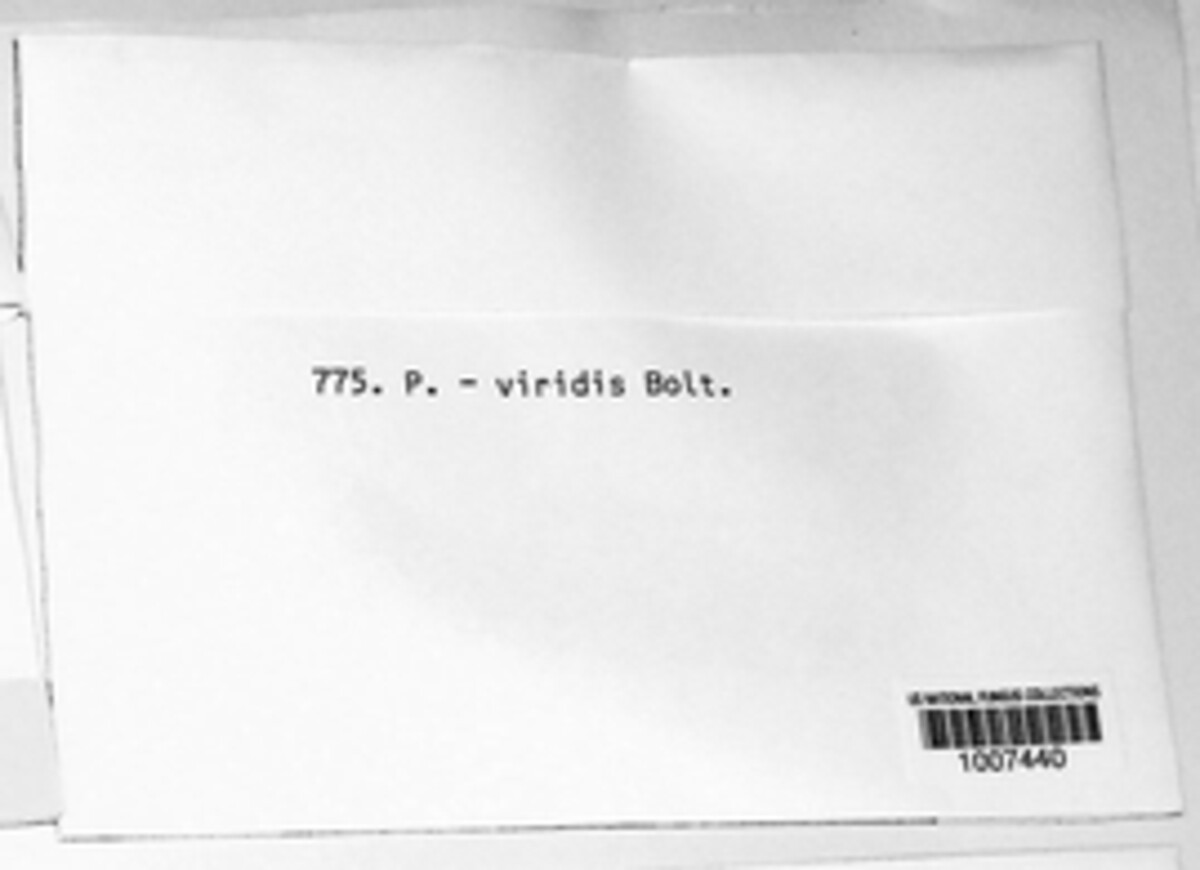 775. P. - viridis Bolt.
US NATIONAL FUNGUS COLLECTIONS
1007440